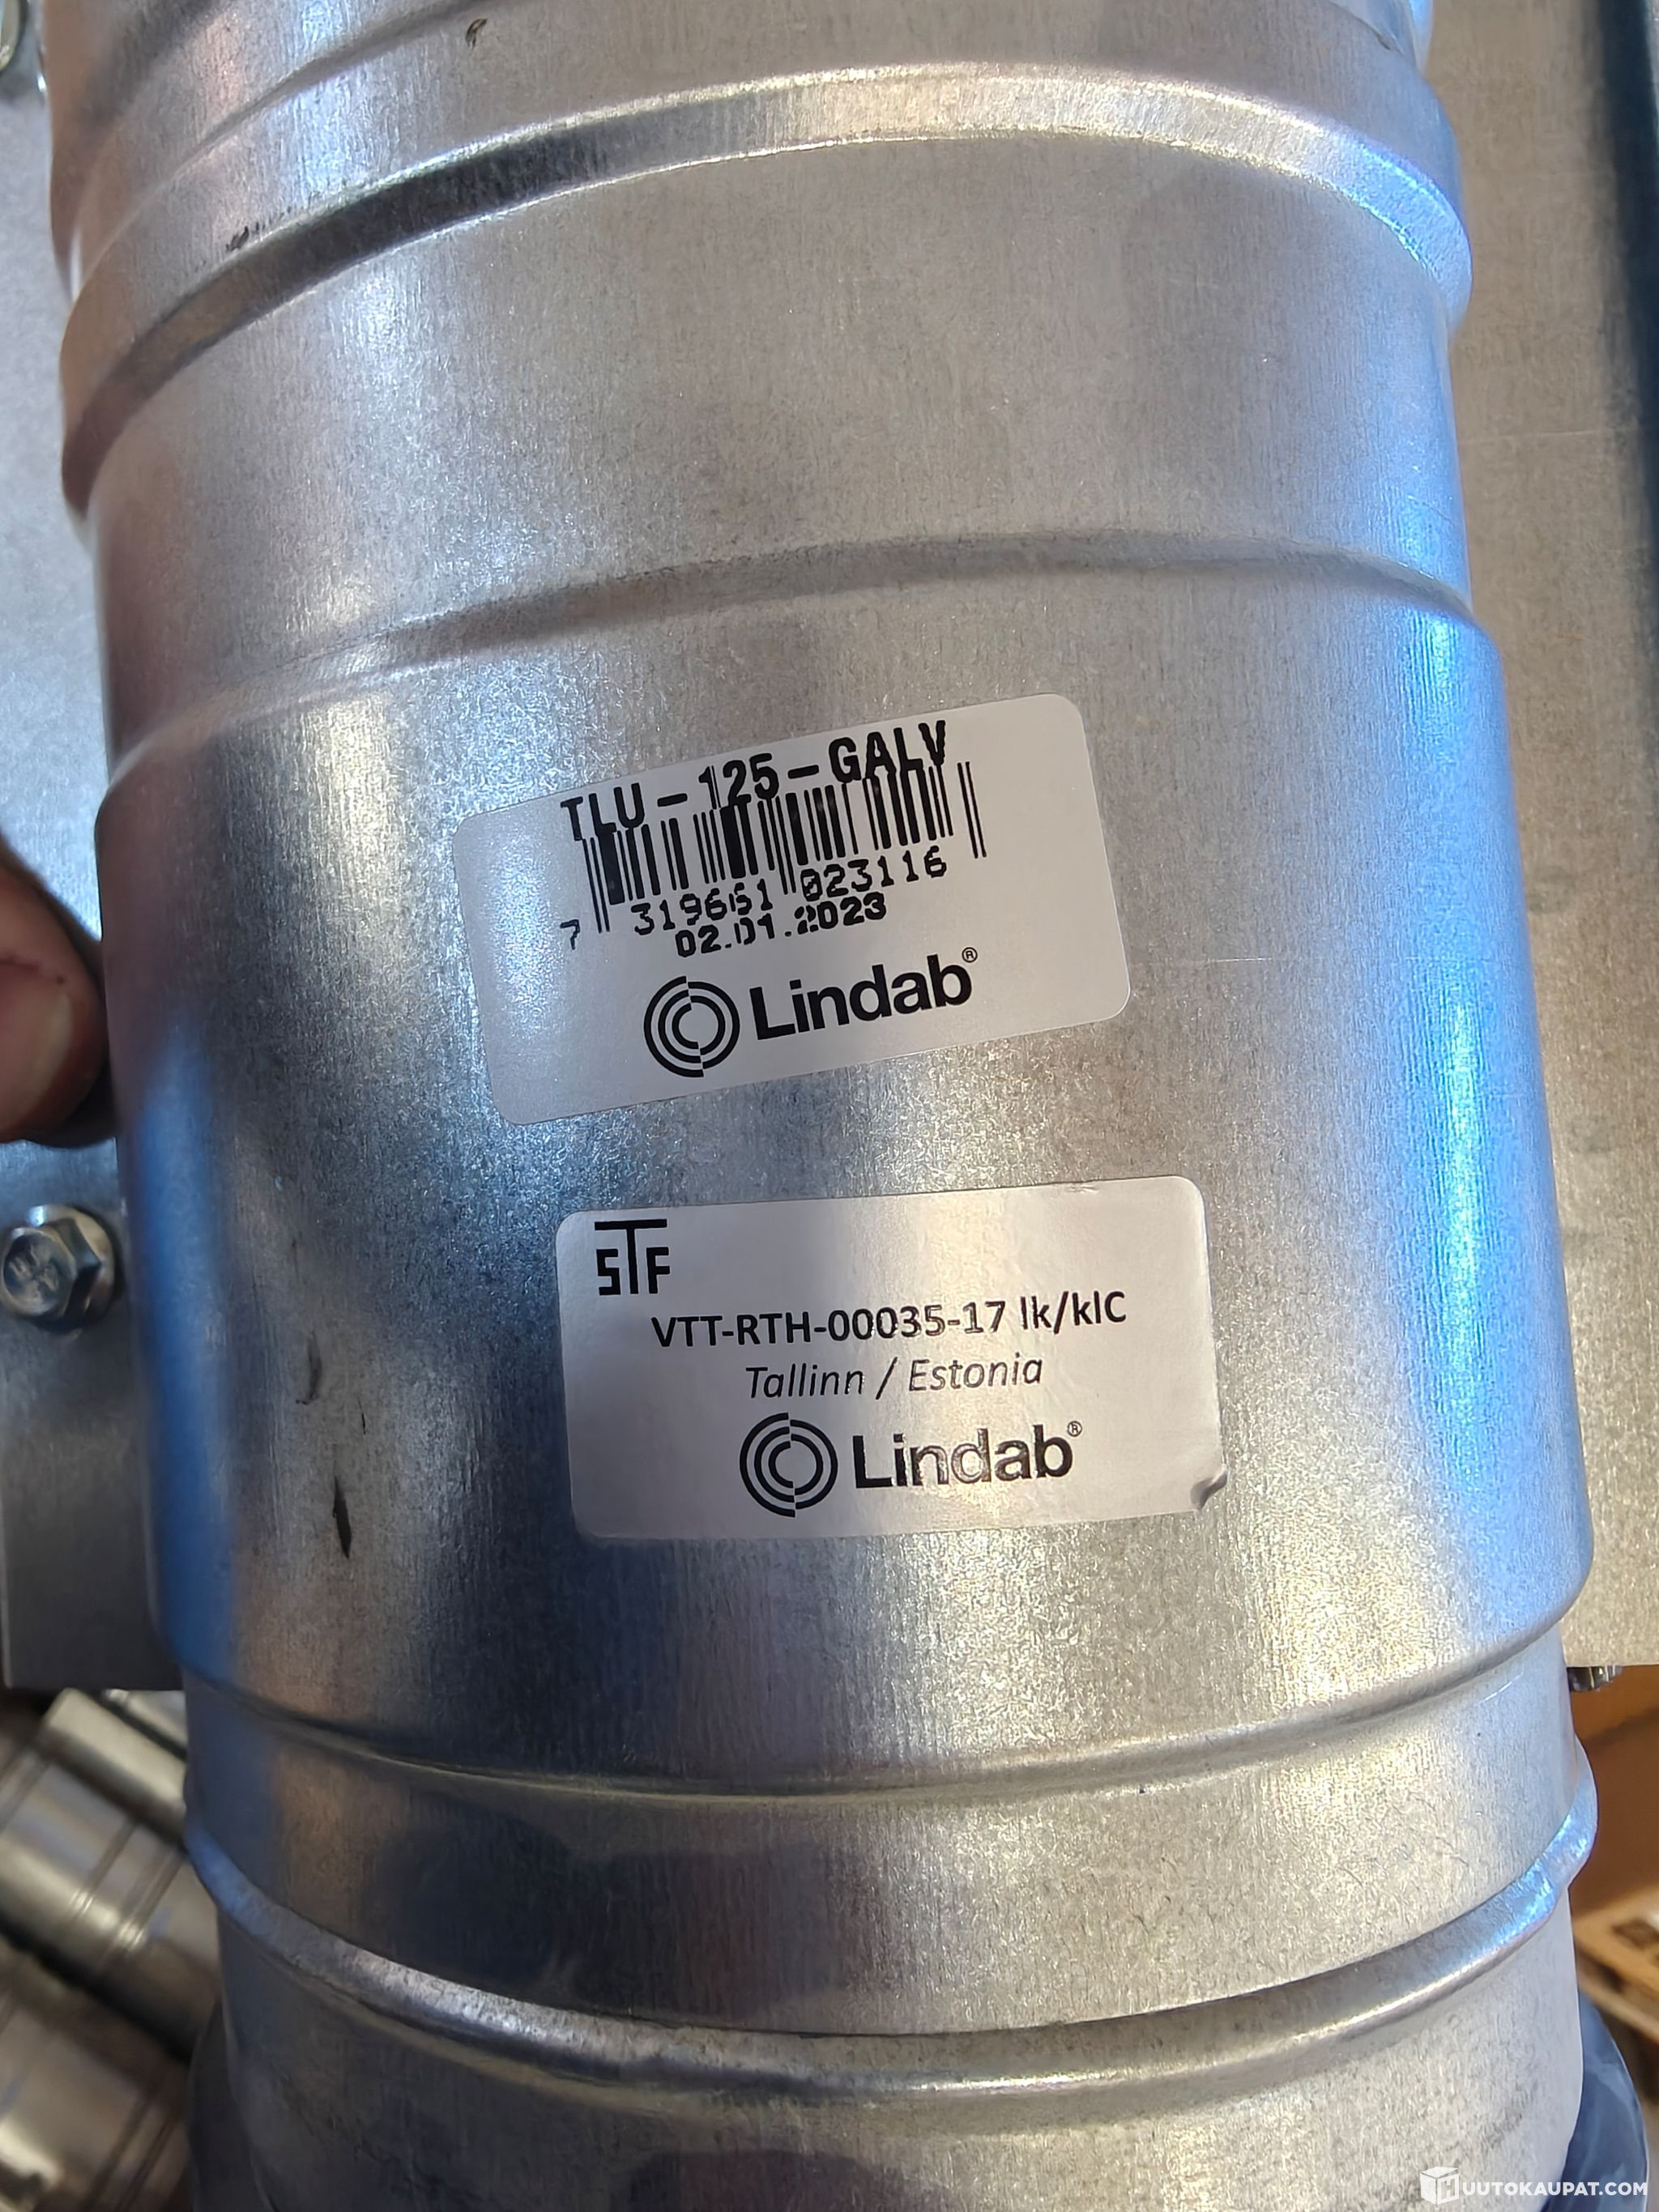 TLU-125-GALV
7 319661 023116
02.01.2023
Lindab®
STF
VTT-RTH-00035-17 lk/klC
Tallinn / Estonia
Lindab®
HUUTOKAUPAT.COM